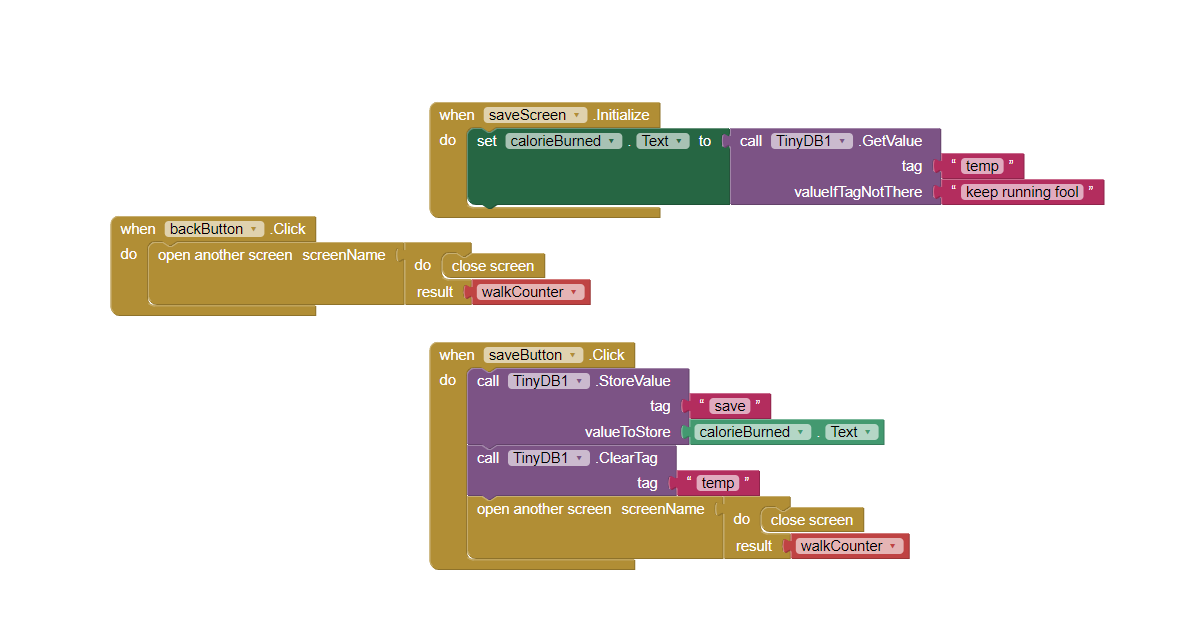 when saveScreen .Initialize
do set calorieBurned . Text to call TinyDB1 .GetValue
tag “ temp ”
valueIfTagNotThere “ keep running fool ”
when backButton .Click
do open another screen screenName do close screen
result walkCounter
when saveButton .Click
do call TinyDB1 .StoreValue
tag “ save ”
valueToStore calorieBurned . Text
call TinyDB1 .ClearTag
tag “ temp ”
open another screen screenName do close screen
result walkCounter